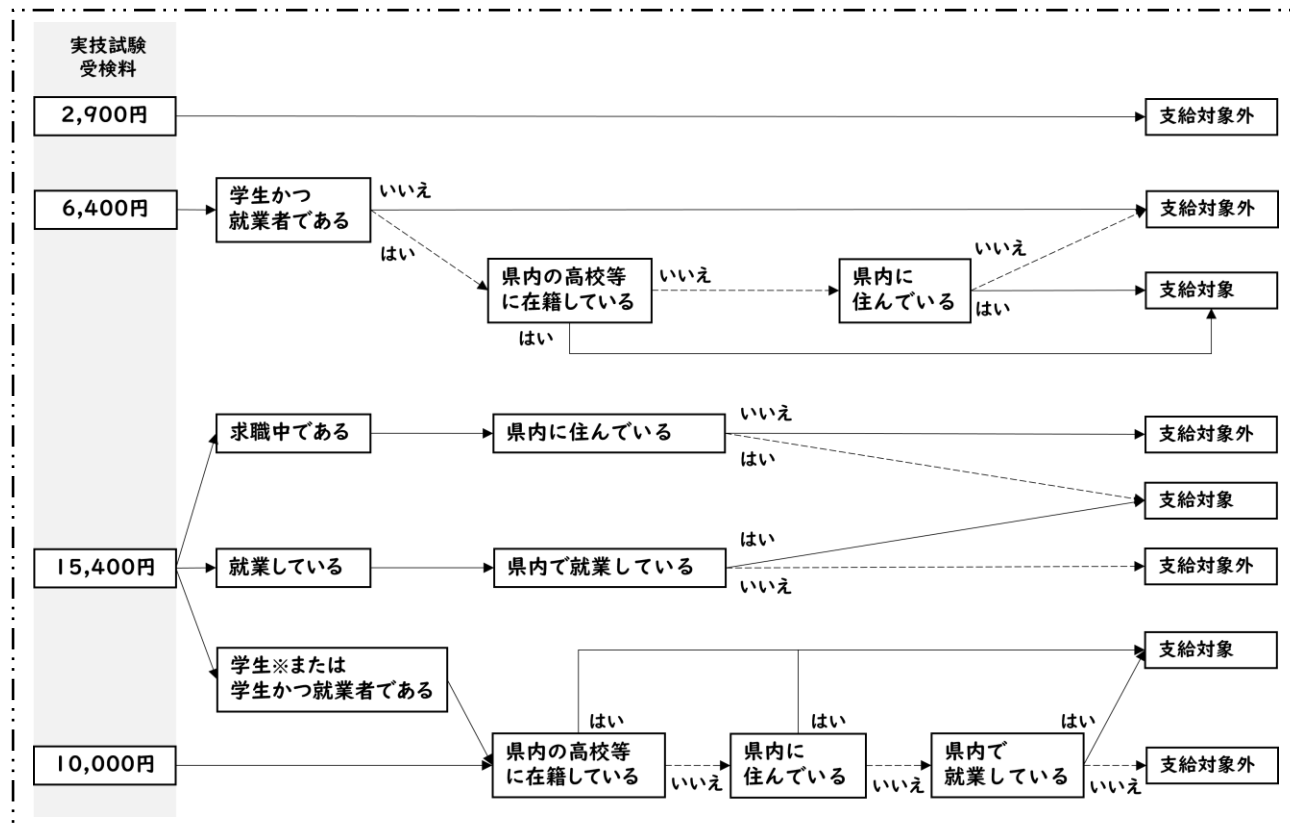 実技試験
受検料
2,900円
支給対象外
6,400円
学生かつ
就業者である
いいえ
はい
支給対象外
県内の高校等
に在籍している
いいえ
はい
県内に
住んでいる
いいえ
はい
支給対象
求職中である
県内に住んでいる
いいえ
はい
支給対象外
支給対象
15,400円
就業している
県内で就業している
はい
いいえ
支給対象外
学生※または
学生かつ就業者である
支給対象
10,000円
県内の高校等
に在籍している
はい
いいえ
県内に
住んでいる
はい
いいえ
県内で
就業している
はい
いいえ
支給対象外